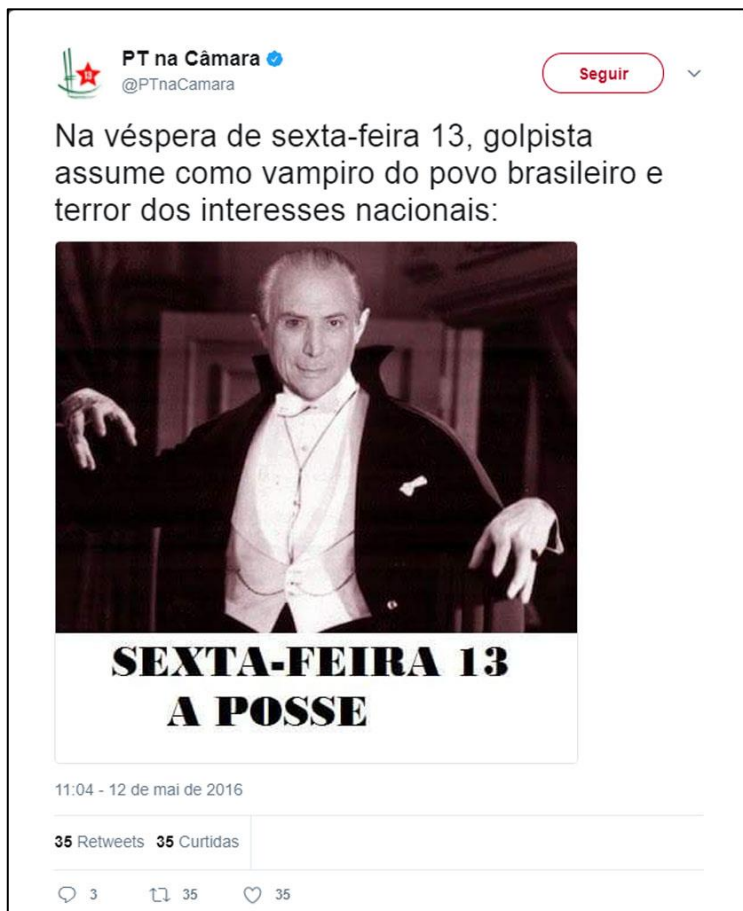 PT na Câmara
@PTnaCamara
Seguir
Na véspera de sexta-feira 13, golpista
assume como vampiro do povo brasileiro e
terror dos interesses nacionais:
SEXTA-FEIRA 13
A POSSE
11:04 - 12 de mai de 2016
35 Retweets 35 Curtidas
3 35 35